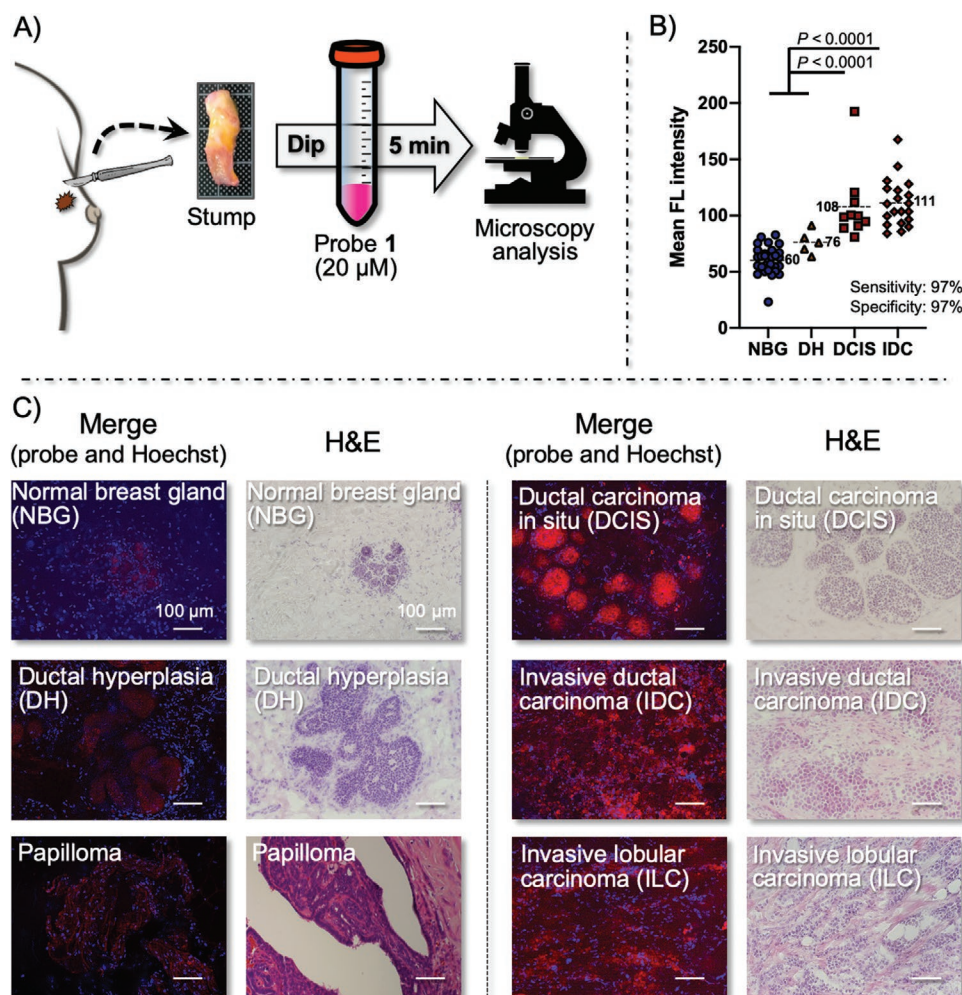 A)
Stump
Dip
5 min
Probe 1
(20 µM)
Microscopy
analysis
B)
P < 0.0001
P < 0.0001
Mean FL intensity
250
200
150
100
50
0
60
76
108
111
Sensitivity: 97%
Specificity: 97%
NBG DH DCIS IDC
C)
Merge
(probe and Hoechst)
H&E
Merge
(probe and Hoechst)
H&E
Normal breast gland
(NBG)
100 µm
Normal breast gland
(NBG)
100 µm
Ductal carcinoma
in situ (DCIS)
Ductal carcinoma
in situ (DCIS)
Ductal hyperplasia
(DH)
Ductal hyperplasia
(DH)
Invasive ductal
carcinoma (IDC)
Invasive ductal
carcinoma (IDC)
Papilloma
Papilloma
Invasive lobular
carcinoma (ILC)
Invasive lobular
carcinoma (ILC)